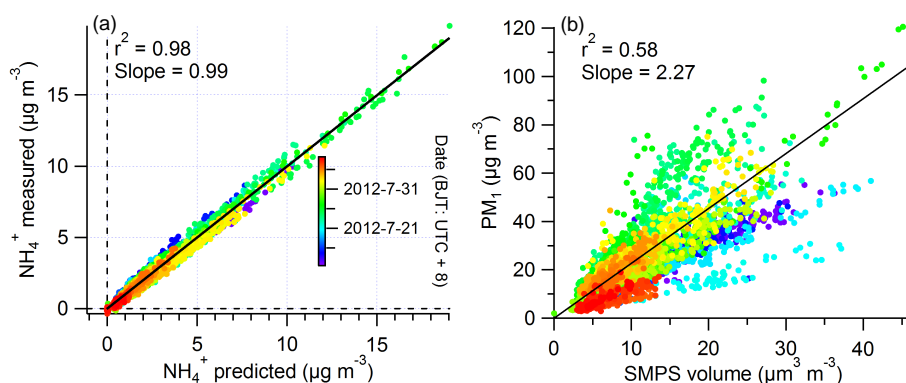 (a)
r² = 0.98
Slope = 0.99
NH₄⁺ measured (µg m⁻³)
15
10
5
0
0
5
10
15
NH₄⁺ predicted (µg m⁻³)
2012-7-31
2012-7-21
Date (BJT: UTC + 8)
(b)
r² = 0.58
Slope = 2.27
PM₁ (µg m⁻³)
120
100
80
60
40
20
0
0
10
20
30
40
SMPS volume (µm³ m⁻³)